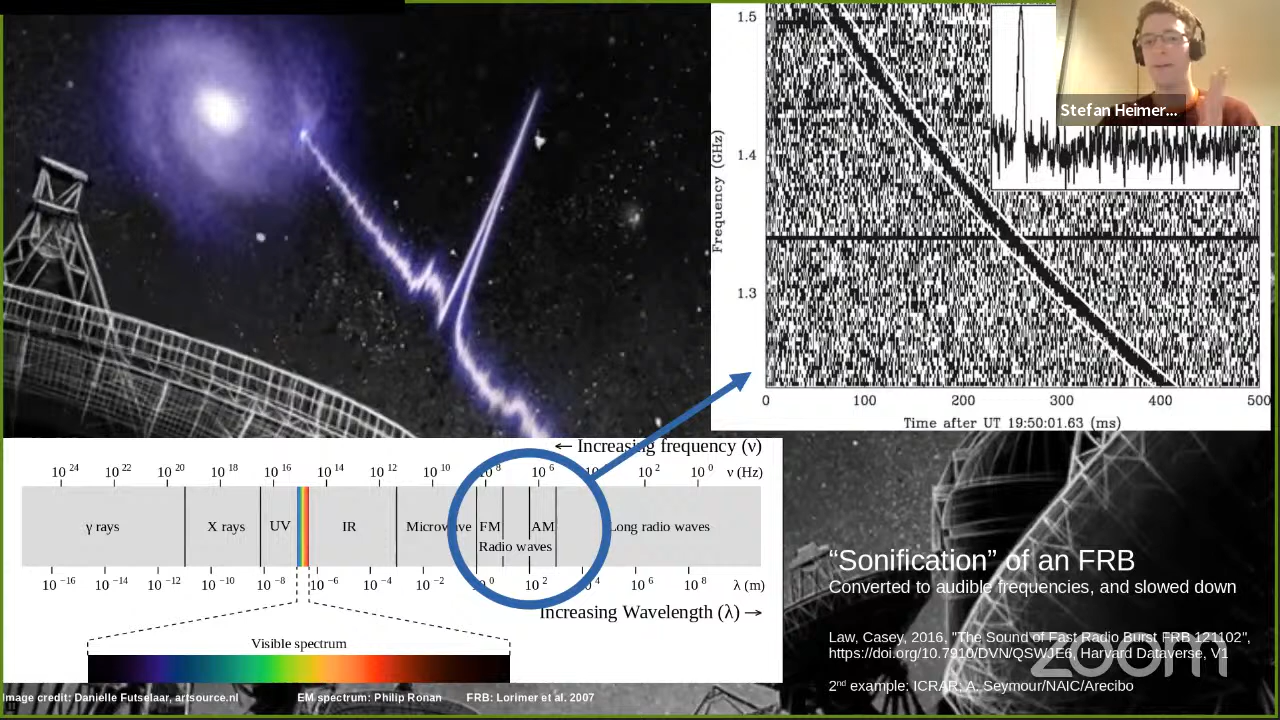 1.5
1.4
1.3
Frequency (GHz)
0 100 200 300 400 500
Time after UT 19:50:01.63 (ms)
Stefan Heimer...
← Increasing frequency (ν)
10 24 10 22 10 20 10 18 10 16 10 14 10 12 10 10 10 8 10 6 10 2 10 0 ν (Hz)
γ rays X rays UV IR Microwave FM AM Long radio waves
Radio waves
10 −16 10 −14 10 −12 10 −10 10 −8 10 −6 10 −4 10 −2 10 0 10 2 10 4 10 6 10 8 λ (m)
Increasing Wavelength (λ) →
Visible spectrum
“Sonification” of an FRB
Converted to audible frequencies, and slowed down
Law, Casey, 2016, "The Sound of Fast Radio Burst FRB 121102",
https://doi.org/10.7910/DVN/QSWJE6, Harvard Dataverse, V1
zoom
2nd example: ICRAR, A. Seymour/NAIC/Arecibo
Image credit: Danielle Futselaar, artsource.nl EM spectrum: Philip Ronan FRB: Lorimer et al. 2007